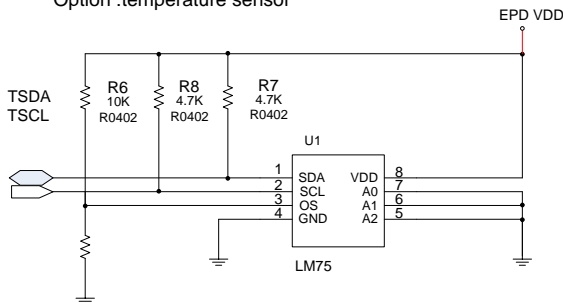 Option :temperature sensor
EPD VDD
TSDA
TSCL
R6
10K
R0402
R8
4.7K
R0402
R7
4.7K
R0402
U1
1 SDA VDD 8
2 SCL A0 7
3 OS A1 6
4 GND A2 5
LM75